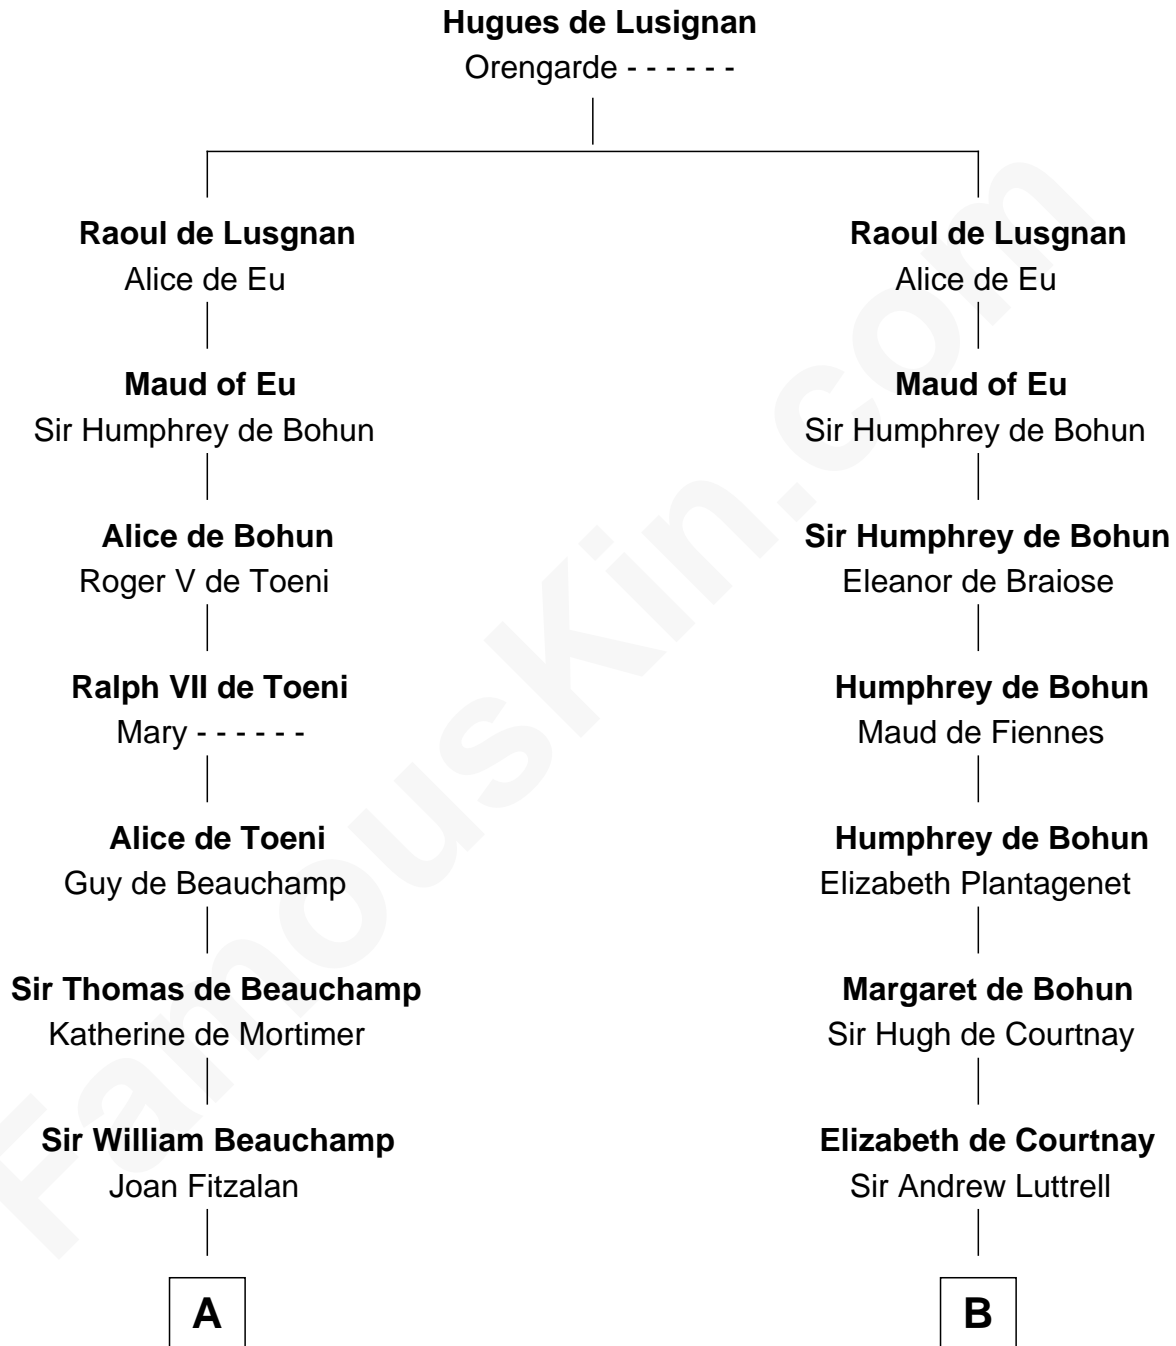 Hugues de Lusignan
Orengarde - - - - - -
Raoul de Lusgnan
Alice de Eu
Maud of Eu
Sir Humphrey de Bohun
Alice de Bohun
Roger V de Toeni
Ralph VII de Toeni
Mary - - - - - -
Alice de Toeni
Guy de Beauchamp
Sir Thomas de Beauchamp
Katherine de Mortimer
Sir William Beauchamp
Joan Fitzalan
A
Raoul de Lusgnan
Alice de Eu
Maud of Eu
Sir Humphrey de Bohun
Sir Humphrey de Bohun
Eleanor de Braiose
Humphrey de Bohun
Maud de Fiennes
Humphrey de Bohun
Elizabeth Plantagenet
Margaret de Bohun
Sir Hugh de Courtnay
Elizabeth de Courtnay
Sir Andrew Luttrell
B
FamousKin.com